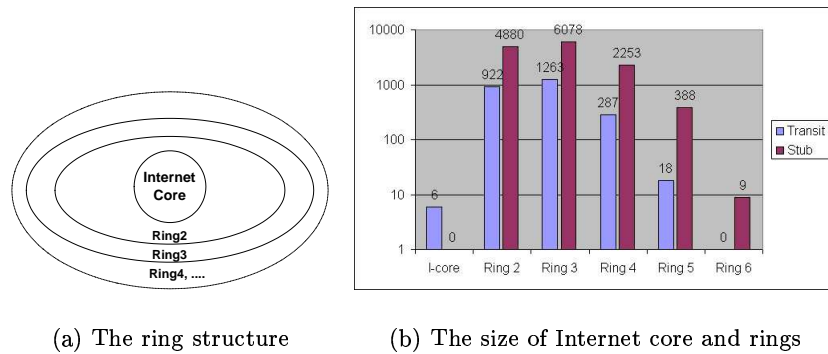 Internet
Core
Ring2
Ring3
Ring4, ....
(a) The ring structure
10000
1000
100
10
1
6
0
922
4880
1263
6078
287
2253
18
388
0
9
I-core
Ring 2
Ring 3
Ring 4
Ring 5
Ring 6
Transit
Stub
(b) The size of Internet core and rings